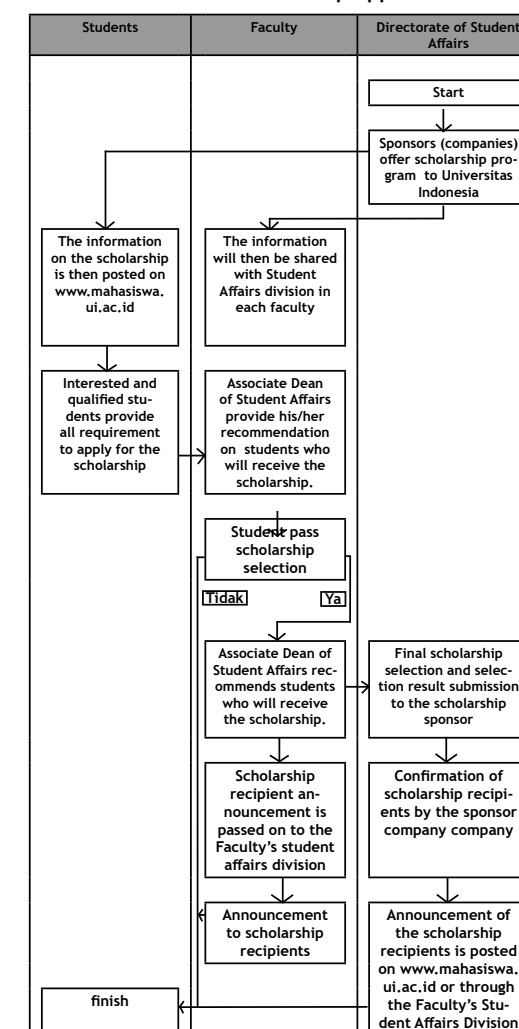 Students
Faculty
Directorate of Student
Affairs
Start
Sponsors (companies)
offer scholarship pro-
gram to Universitas
Indonesia
The information
on the scholarship
is then posted on
www.mahasiswa.
ui.ac.id
The information
will then be shared
with Student
Affairs division in
each faculty
Interested and
qualified stu-
dents provide
all requirement
to apply for the
scholarship
Associate Dean
of Student Affairs
provide his/her
recommendation
on students who
will receive the
scholarship.
Student pass
scholarship
selection
Tidak
Ya
Associate Dean of
Student Affairs rec-
ommends students
who will receive
the scholarship.
Final scholarship
selection and selec-
tion result submission
to the scholarship
sponsor
Scholarship
recipient an-
nouncement is
passed on to the
Faculty's student
affairs division
Confirmation of
scholarship recipi-
ents by the sponsor
company company
Announcement
to scholarship
recipients
Announcement of
the scholarship
recipients is posted
on www.mahasiswa.
ui.ac.id or through
the Faculty's Stu-
dent Affairs Division
finish